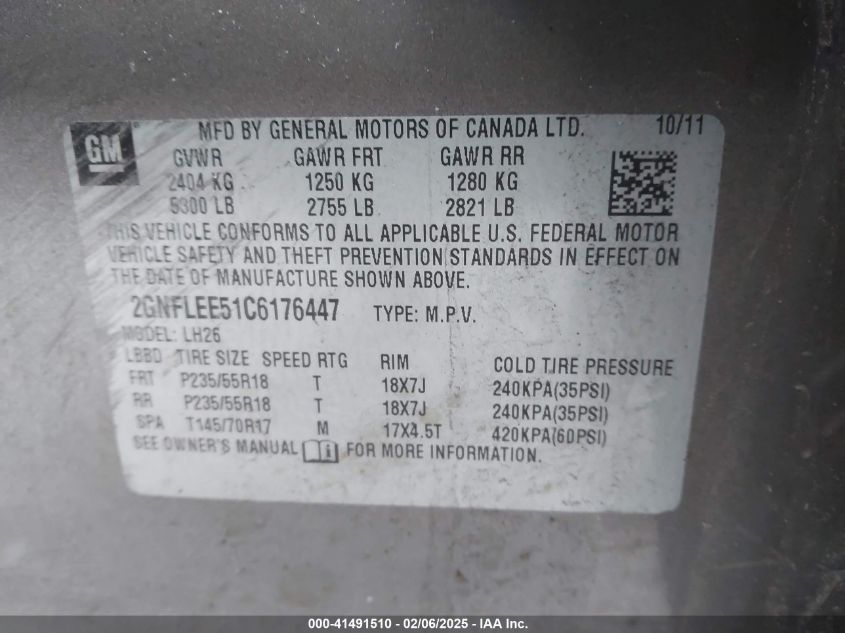 GM
MFD BY GENERAL MOTORS OF CANADA LTD. 10/11
GVWR GAWR FRT GAWR RR
2404 KG 1250 KG 1280 KG
5300 LB 2755 LB 2821 LB
THIS VEHICLE CONFORMS TO ALL APPLICABLE U.S. FEDERAL MOTOR
VEHICLE SAFETY AND THEFT PREVENTION STANDARDS IN EFFECT ON
THE DATE OF MANUFACTURE SHOWN ABOVE.
2GNFLEE51C6176447 TYPE: M.P.V.
MODEL: LH26
LBBD TIRE SIZE SPEED RTG RIM COLD TIRE PRESSURE
FRT P235/55R18 T 18X7J 240KPA(35PSI)
RR P235/55R18 T 18X7J 240KPA(35PSI)
SPA T145/70R17 M 17X4.5T 420KPA(60PSI)
SEE OWNER'S MANUAL i FOR MORE INFORMATION.
000-41491510 - 02/06/2025 - IAA Inc.